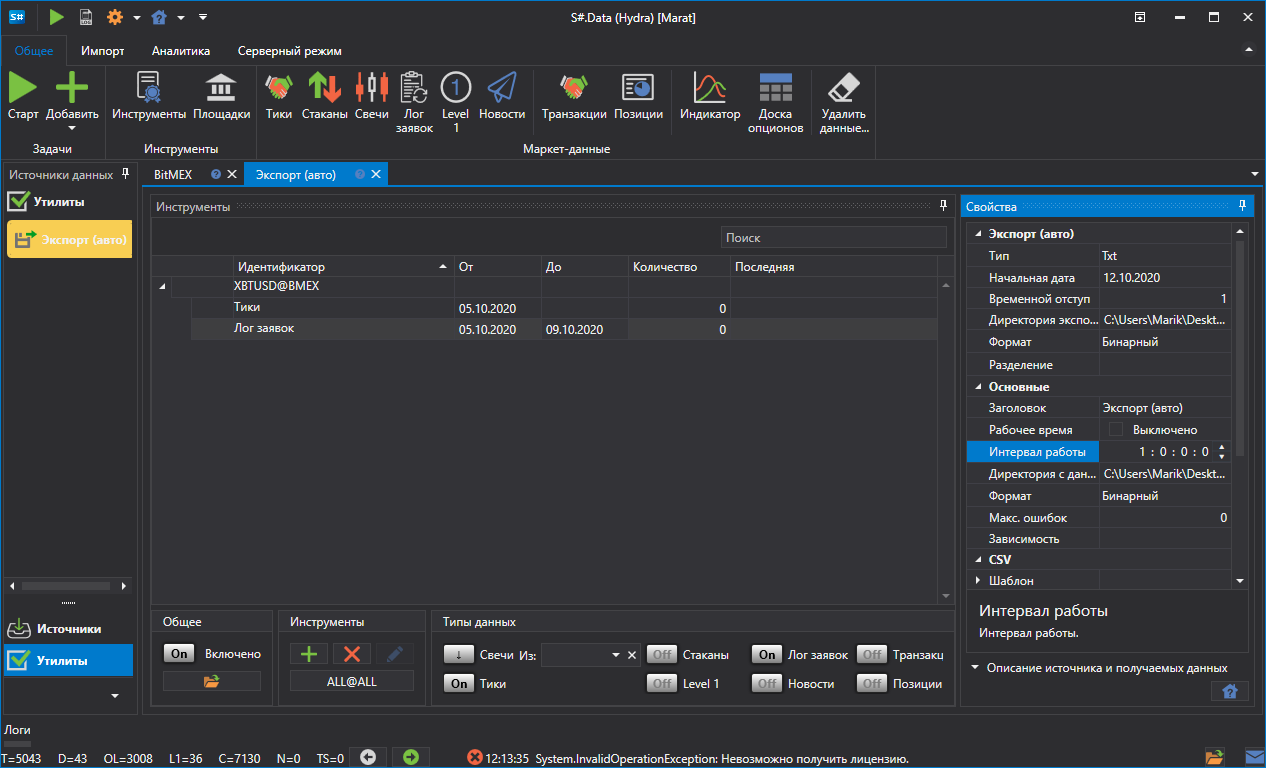 S#
LOG
S#.Data (Hydra) [Marat]
Общее Импорт Аналитика Серверный режим
Старт Добавить Инструменты Площадки Тики Стаканы Свечи Лог заявок Level 1 Новости Транзакции Позиции Индикатор Доска опционов Удалить данные...
Задачи Инструменты Маркет-данные
Источники данных
Утилиты
Экспорт (авто)
BitMEX Экспорт (авто)
Инструменты
Поиск
Идентификатор От До Количество Последняя
XBTUSD@BMEX
Тики 05.10.2020 0
Лог заявок 05.10.2020 09.10.2020 0
Свойства
Экспорт (авто)
Тип Txt
Начальная дата 12.10.2020
Временной отступ 1
Директория экспо... C:\Users\Marik\Deskt...
Формат Бинарный
Разделение
Основные
Заголовок Экспорт (авто)
Рабочее время Выключено
Интервал работы 1 : 0 : 0 : 0
Директория с дан... C:\Users\Marik\Deskt...
Формат Бинарный
Макс. ошибок 0
Зависимость
CSV
Шаблон
Интервал работы
Интервал работы.
Описание источника и получаемых данных
Источники
Утилиты
Общее
On Включено
Инструменты
ALL@ALL
Типы данных
↓ Свечи Из: Off Стаканы On Лог заявок Off Транзакц
On Тики Off Level 1 Off Новости Off Позиции
Логи
T=5043 D=43 OL=3008 L1=36 C=7130 N=0 TS=0 12:13:35 System.InvalidOperationException: Невозможно получить лицензию.